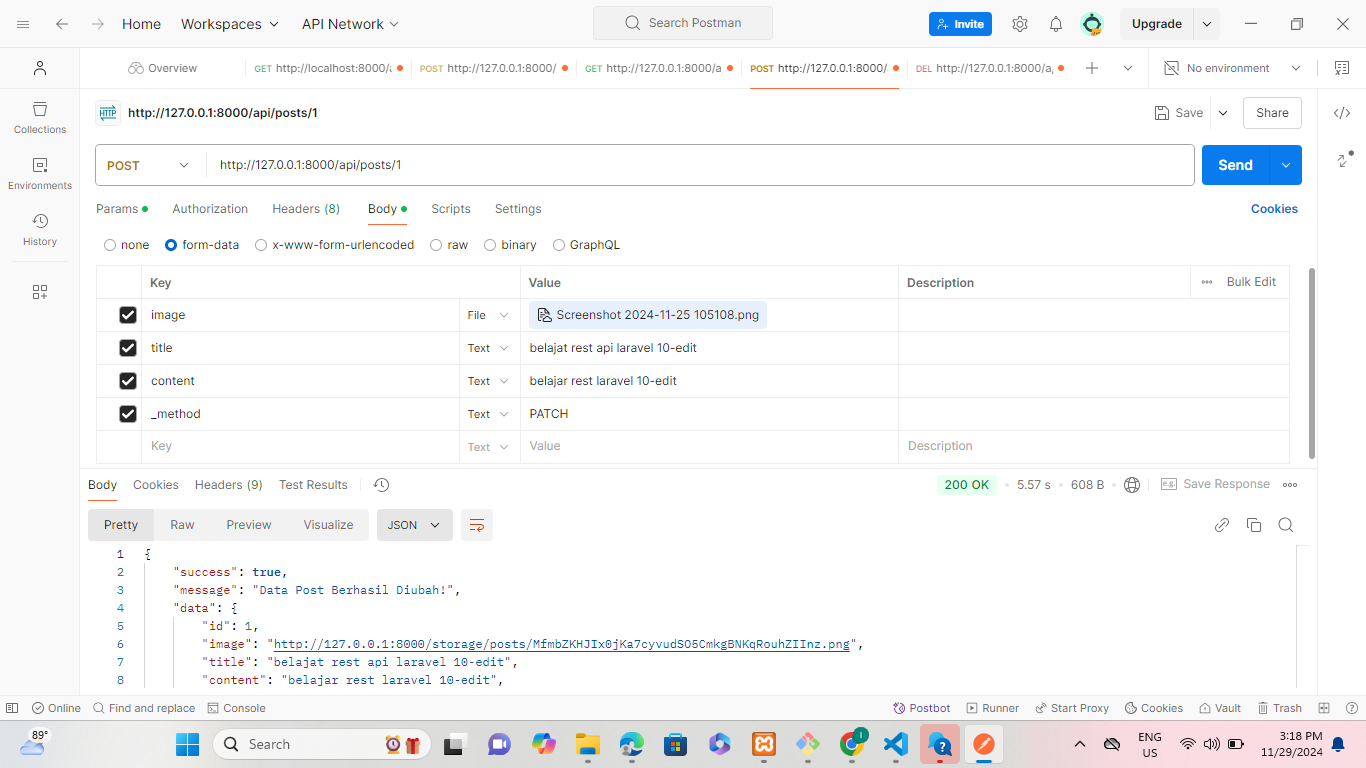 Home Workspaces API Network Search Postman Invite Upgrade
Overview GET http://localhost:8000/a POST http://127.0.0.1:8000/ GET http://127.0.0.1:8000/a POST http://127.0.0.1:8000/ DEL http://127.0.0.1:8000/a No environment
HTTP http://127.0.0.1:8000/api/posts/1 Save Share
Collections
Environments
History
POST http://127.0.0.1:8000/api/posts/1 Send
Params Authorization Headers (8) Body Scripts Settings Cookies
none form-data x-www-form-urlencoded raw binary GraphQL
Key Value Description Bulk Edit
image File Screenshot 2024-11-25 105108.png
title Text belajat rest api laravel 10-edit
content Text belajar rest laravel 10-edit
_method Text PATCH
Key Text Value Description
Body Cookies Headers (9) Test Results 200 OK 5.57 s 608 B e.g. Save Response
Pretty Raw Preview Visualize JSON
1 {
2 "success": true,
3 "message": "Data Post Berhasil Diubah!",
4 "data": {
5 "id": 1,
6 "image": "http://127.0.0.1:8000/storage/posts/MfmbZKHJIx0jKa7cyvudSO5CmkgBNKqRouhZIInz.png",
7 "title": "belajat rest api laravel 10-edit",
8 "content": "belajar rest laravel 10-edit",
Online Find and replace Console Postbot Runner Start Proxy Cookies Vault Trash
89° Search 1 ENG US 3:18 PM 11/29/2024